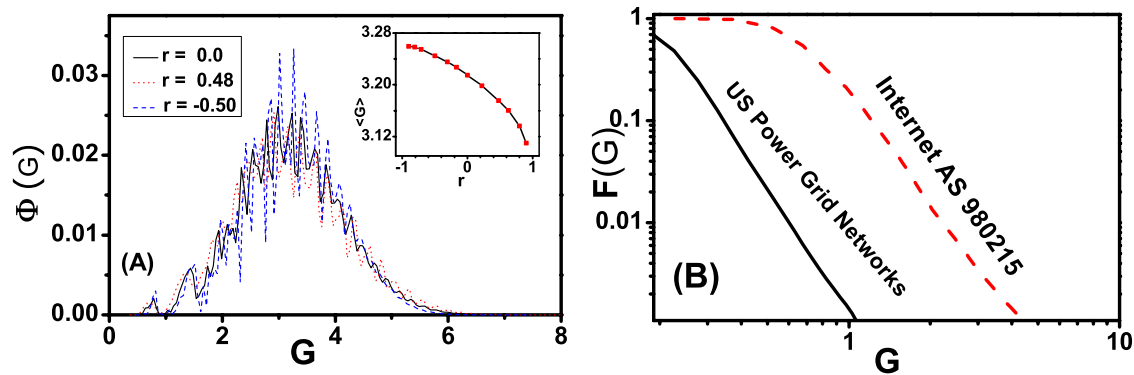 0.03
0.02
0.01
0.00
Φ (G)
r = 0.0
r = 0.48
r = -0.50
3.28
3.20
3.12
<G>
-1 0 1
r
(A)
0 2 4 6 8
G
1
0.1
0.01
F(G)
US Power Grid Networks
Internet AS 980215
(B)
1 10
G